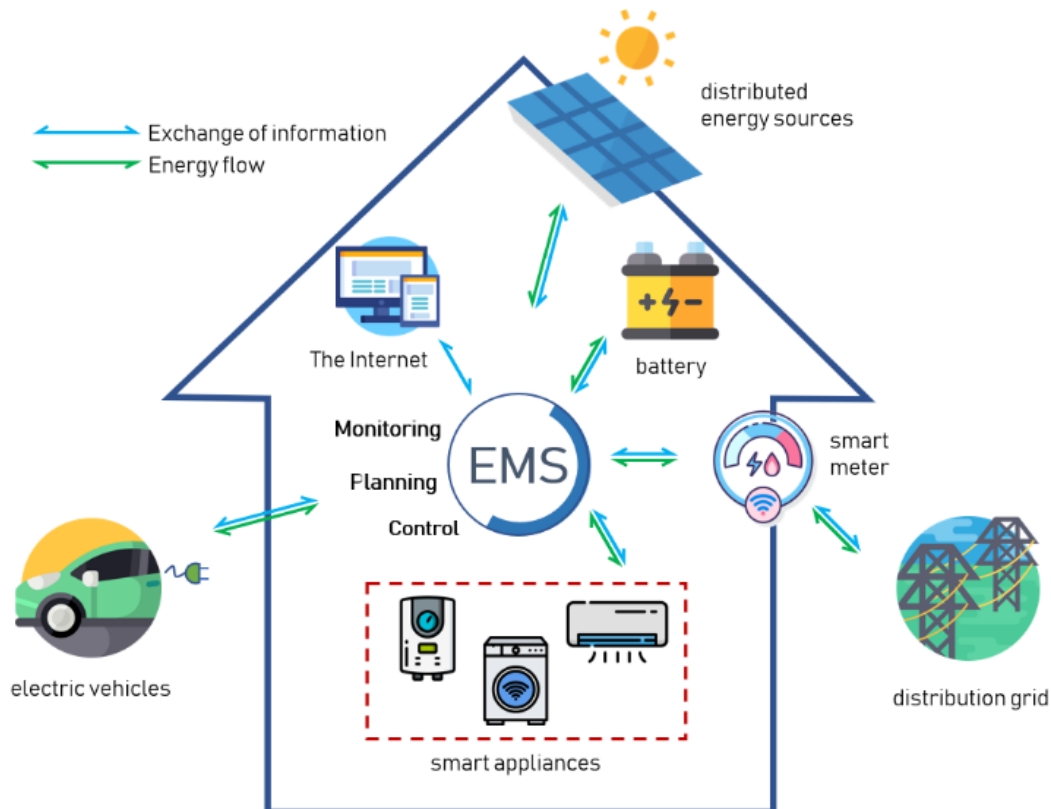 distributed
energy sources
Exchange of information
Energy flow
The Internet
battery
Monitoring
EMS
smart
meter
Planning
Control
electric vehicles
distribution grid
smart appliances